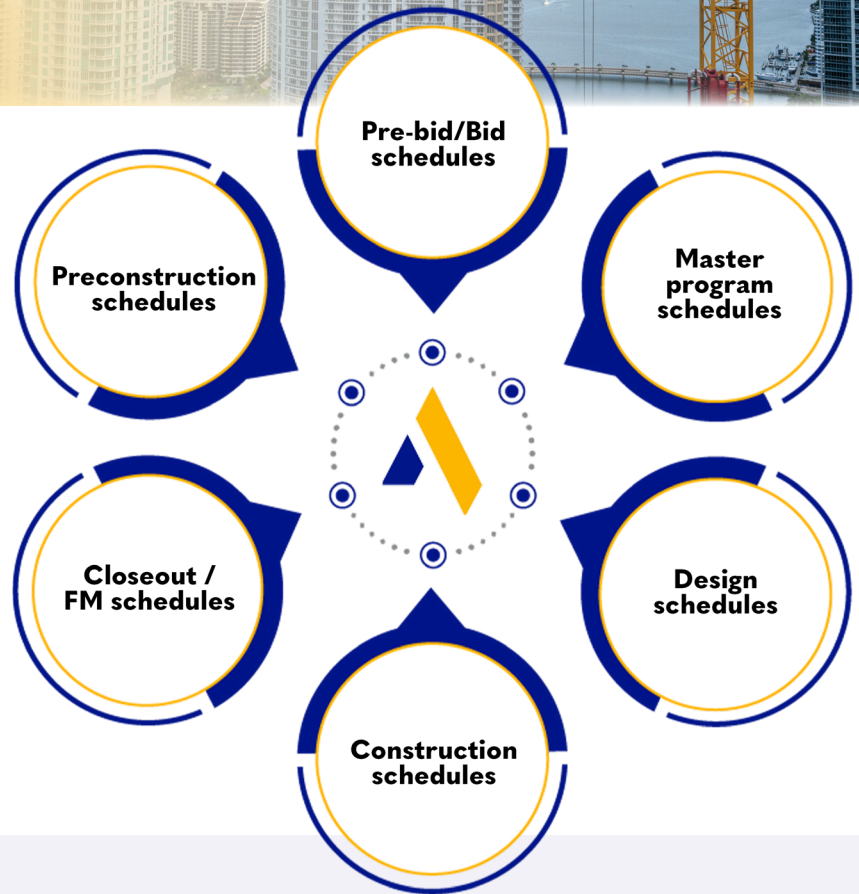 Pre-bid/Bid
schedules
Preconstruction
schedules
Master
program
schedules
Closeout /
FM schedules
Design
schedules
Construction
schedules